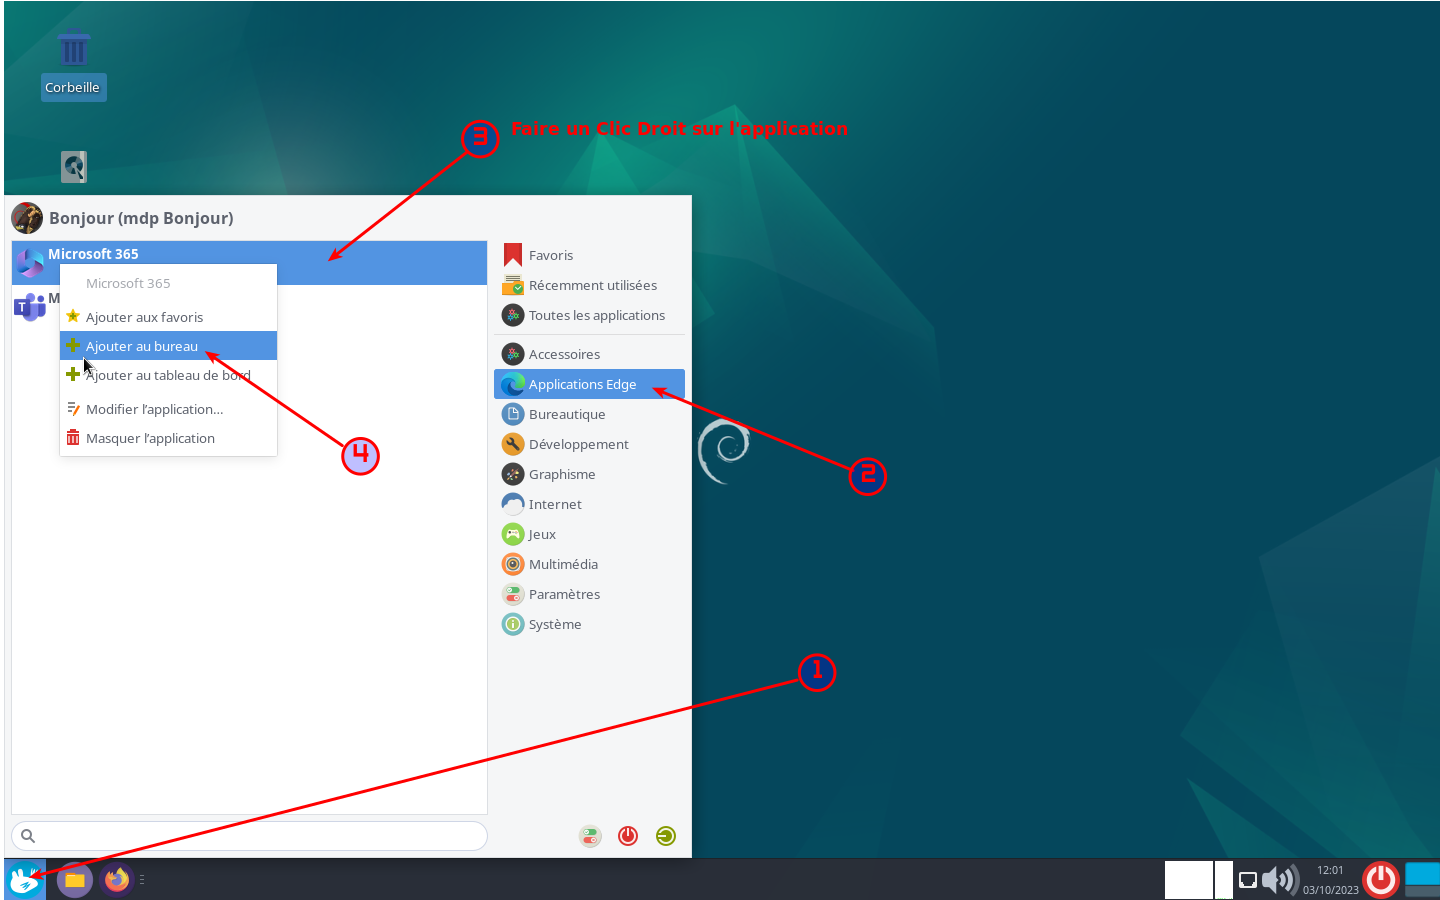 Corbeille
3 Faire un Clic Droit sur l'application
Bonjour (mdp Bonjour)
Microsoft 365
Microsoft 365
M
Ajouter aux favoris
Ajouter au bureau
Ajouter au tableau de bord
Modifier l’application...
Masquer l’application
4
Favoris
Récemment utilisées
Toutes les applications
Accessoires
Applications Edge
Bureautique
Développement
Graphisme
Internet
Jeux
Multimédia
Paramètres
Système
2
1
12:01
03/10/2023